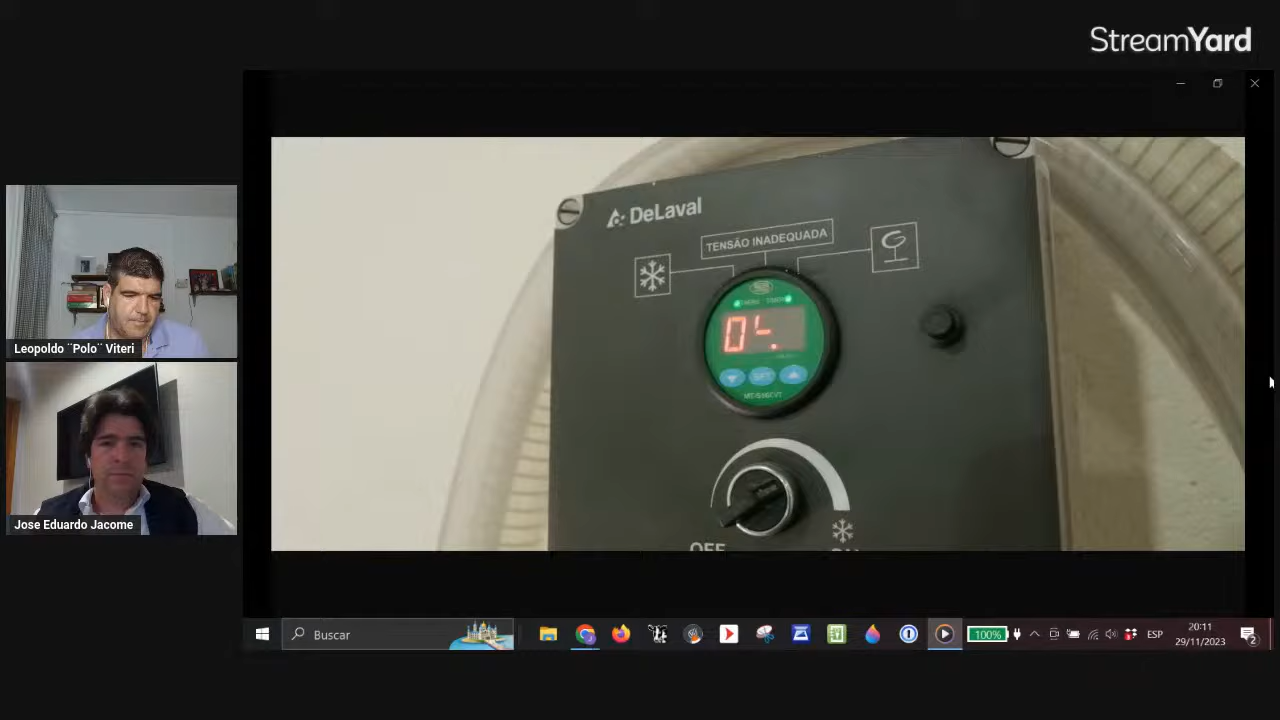 StreamYard
DeLaval
TENSÃO INADEQUADA
OFF
Leopoldo ¨Polo¨ Viteri
Jose Eduardo Jacome
Buscar
100%
ESP
20:11
29/11/2023
2